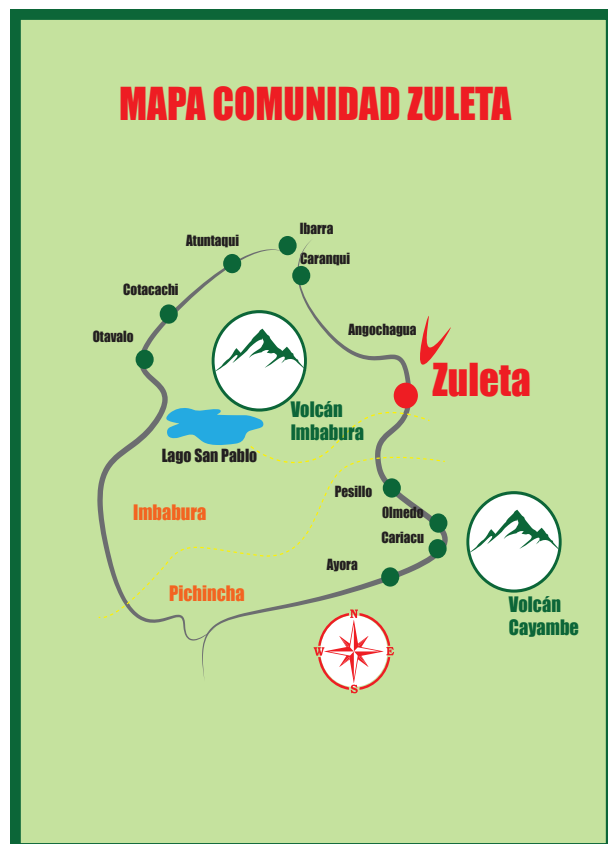 MAPA COMUNIDAD ZULETA
Ibarra
Atuntaqui
Caranqui
Cotacachi
Angochagua
Otavalo
Zuleta
Volcán
Imbabura
Lago San Pablo
Pesillo
Imbabura
Olmedo
Cariacu
Ayora
Pichincha
Volcán
Cayambe
N
W
E
S